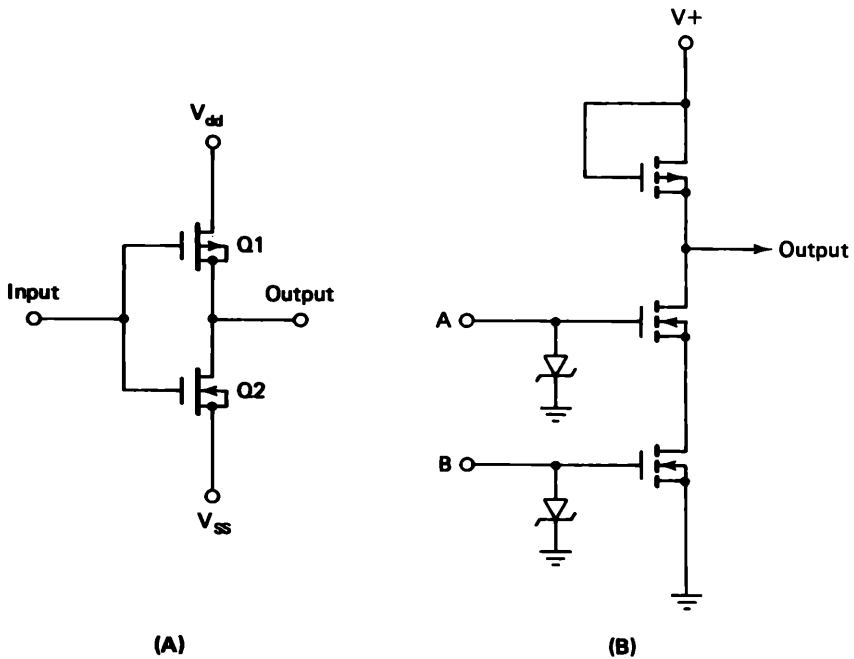 V+
Vdd
Q1
Input
Output
Output
A
Q2
B
VSS
(A)
(B)